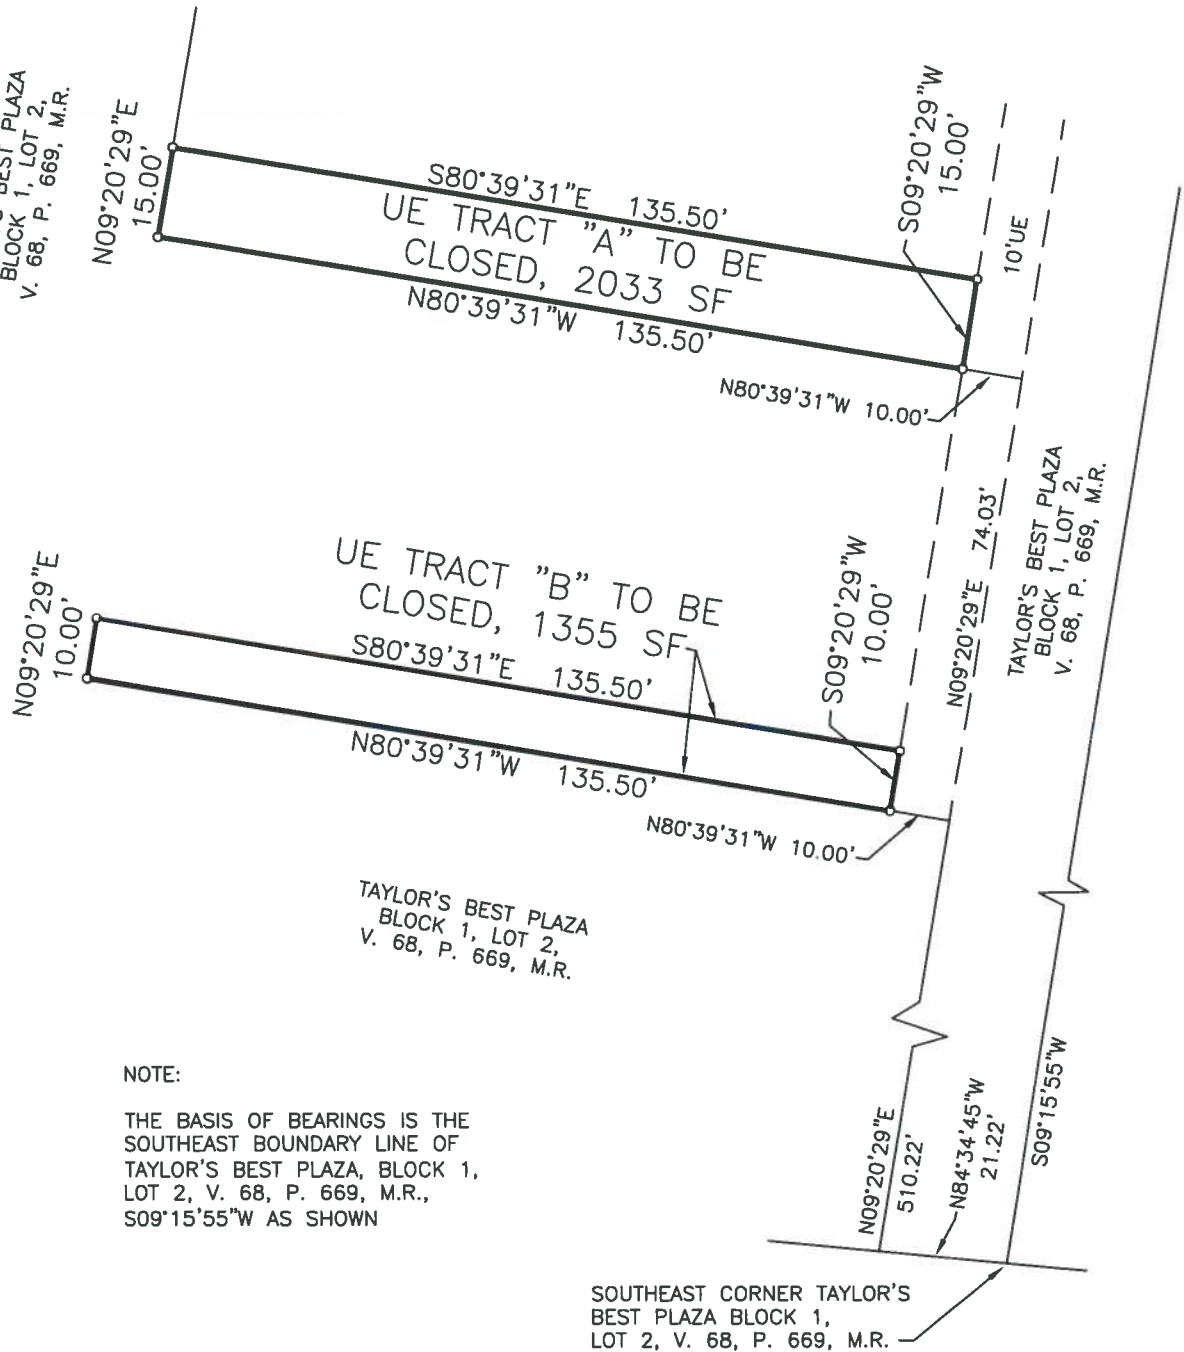 BEST PLAZA
BLOCK 1, LOT 2,
V. 68, P. 669, M.R.
N09°20'29"E
15.00'
S80°39'31"E 135.50'
UE TRACT "A" TO BE
CLOSED, 2033 SF
N80°39'31"W 135.50'
S09°20'29"W
15.00'
10'UE
N80°39'31"W 10.00'
N09°20'29"E 74.03'
TAYLOR'S BEST PLAZA
BLOCK 1, LOT 2,
V. 68, P. 669, M.R.
N09°20'29"E
10.00'
UE TRACT "B" TO BE
CLOSED, 1355 SF
S80°39'31"E 135.50'
N80°39'31"W 135.50'
S09°20'29"W
10.00'
N80°39'31"W 10.00'
TAYLOR'S BEST PLAZA
BLOCK 1, LOT 2,
V. 68, P. 669, M.R.
NOTE:
THE BASIS OF BEARINGS IS THE
SOUTHEAST BOUNDARY LINE OF
TAYLOR'S BEST PLAZA, BLOCK 1,
LOT 2, V. 68, P. 669, M.R.,
S09°15'55"W AS SHOWN
N09°20'29"E
510.22'
N84°34'45"W
21.22'
S09°15'55"W
SOUTHEAST CORNER TAYLOR'S
BEST PLAZA BLOCK 1,
LOT 2, V. 68, P. 669, M.R.